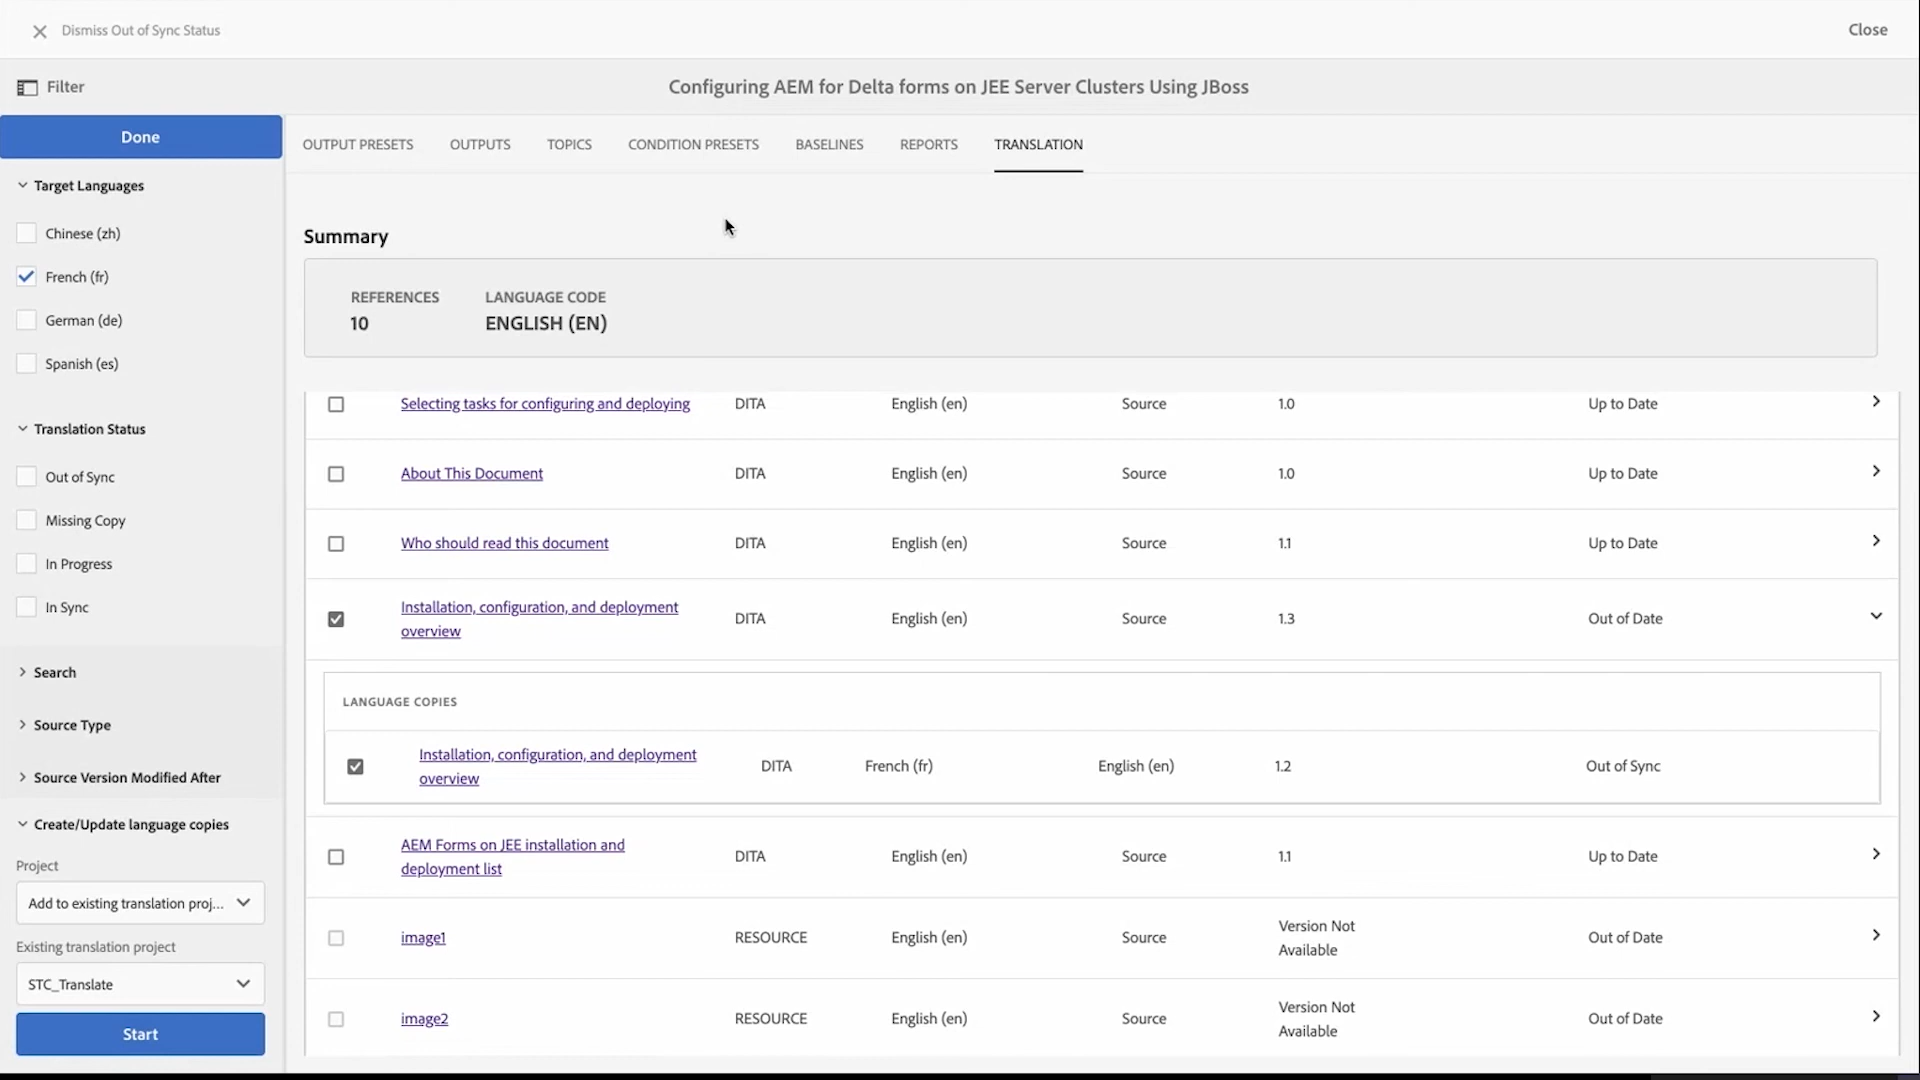 Dismiss Out of Sync Status
Close
Filter
Configuring AEM for Delta forms on JEE Server Clusters Using JBoss
Done
OUTPUT PRESETS
OUTPUTS
TOPICS
CONDITION PRESETS
BASELINES
REPORTS
TRANSLATION
Target Languages
Chinese (zh)
French (fr)
German (de)
Spanish (es)
Translation Status
Out of Sync
Missing Copy
In Progress
In Sync
Search
Source Type
Source Version Modified After
Create/Update language copies
Project
Add to existing translation proj...
Existing translation project
STC_Translate
Start
Summary
REFERENCES LANGUAGE CODE
10 ENGLISH (EN)
Selecting tasks for configuring and deploying DITA English (en) Source 1.0 Up to Date
About This Document DITA English (en) Source 1.0 Up to Date
Who should read this document DITA English (en) Source 1.1 Up to Date
Installation, configuration, and deployment
overview DITA English (en) Source 1.3 Out of Date
LANGUAGE COPIES
Installation, configuration, and deployment
overview DITA French (fr) English (en) 1.2 Out of Sync
AEM Forms on JEE installation and
deployment list DITA English (en) Source 1.1 Up to Date
image1 RESOURCE English (en) Source Version Not
Available Out of Date
image2 RESOURCE English (en) Source Version Not
Available Out of Date